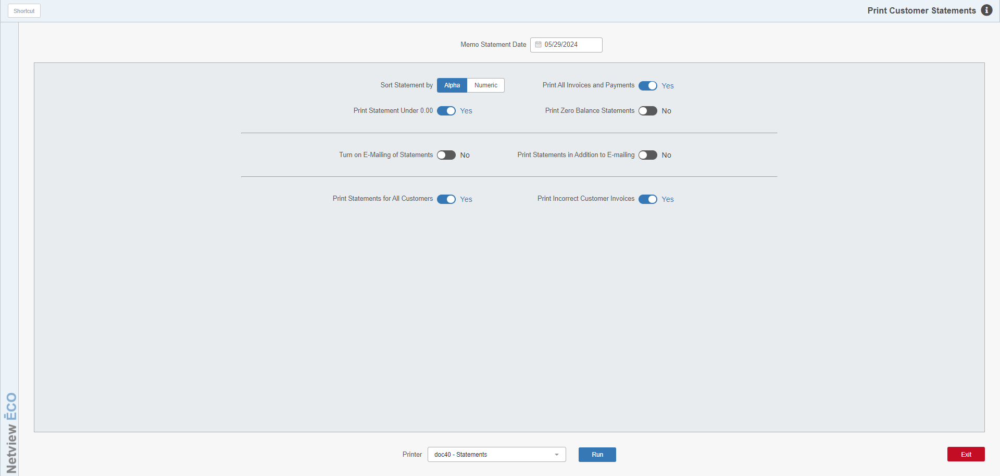 Shortcut
Print Customer Statements
Memo Statement Date 05/29/2024
Sort Statement by Alpha Numeric Print All Invoices and Payments Yes
Print Statement Under 0.00 Yes Print Zero Balance Statements No
Turn on E-Mailing of Statements No Print Statements in Addition to E-mailing No
Print Statements for All Customers Yes Print Incorrect Customer Invoices Yes
Netview ĒCO
Printer doc40 - Statements Run Exit